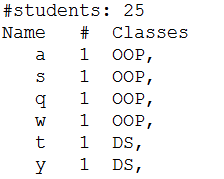 #students: 25
Name # Classes
a 1 OOP,
s 1 OOP,
q 1 OOP,
w 1 OOP,
t 1 DS,
y 1 DS,